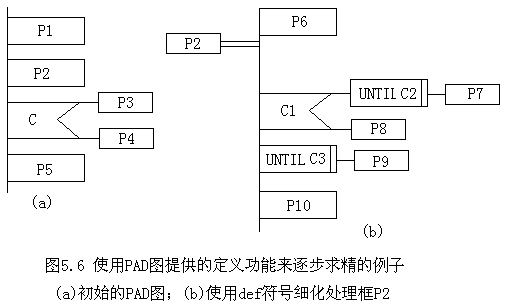 P1
P2
C
P3
P4
P5
(a)
P2
P6
C1
UNTIL C2
P7
P8
UNTIL C3
P9
P10
(b)
图5.6 使用PAD图提供的定义功能来逐步求精的例子
(a)初始的PAD图；(b)使用def符号细化处理框P2